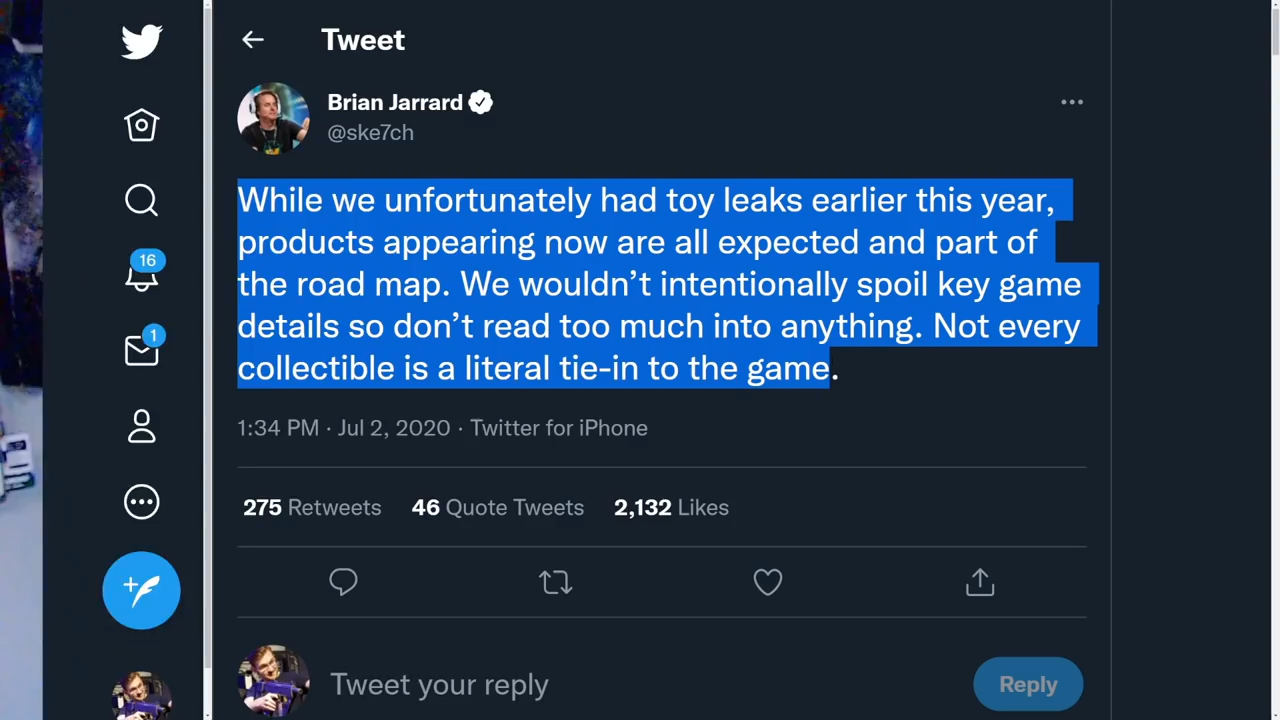 Tweet
Brian Jarrard
@ske7ch
While we unfortunately had toy leaks earlier this year,
products appearing now are all expected and part of
the road map. We wouldn’t intentionally spoil key game
details so don’t read too much into anything. Not every
collectible is a literal tie-in to the game.
1:34 PM · Jul 2, 2020 · Twitter for iPhone
275 Retweets 46 Quote Tweets 2,132 Likes
16
1
Tweet your reply
Reply